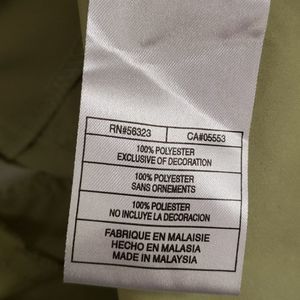 RN#56323 CA#05553
100% POLYESTER
EXCLUSIVE OF DECORATION
100% POLYESTER
SANS ORNEMENTS
100% POLIESTER
NO INCLUYE LA DECORACION
FABRIQUE EN MALAISIE
HECHO EN MALASIA
MADE IN MALAYSIA